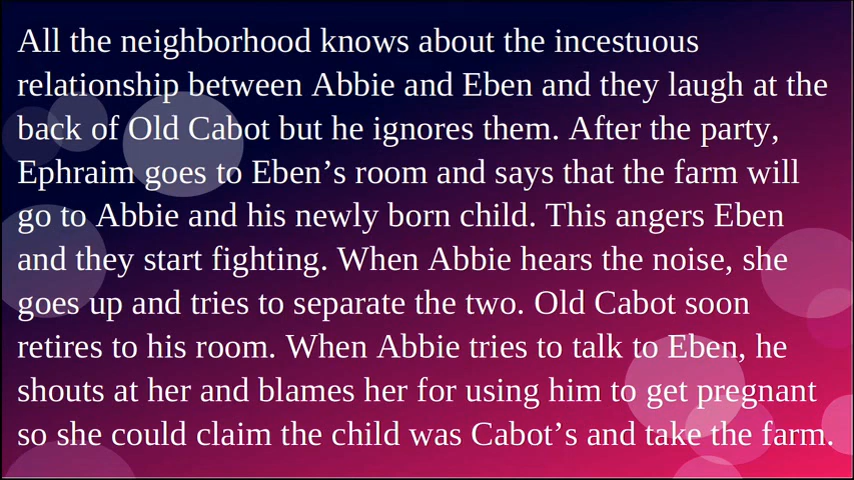 All the neighborhood knows about the incestuous
relationship between Abbie and Eben and they laugh at the
back of Old Cabot but he ignores them. After the party,
Ephraim goes to Eben’s room and says that the farm will
go to Abbie and his newly born child. This angers Eben
and they start fighting. When Abbie hears the noise, she
goes up and tries to separate the two. Old Cabot soon
retires to his room. When Abbie tries to talk to Eben, he
shouts at her and blames her for using him to get pregnant
so she could claim the child was Cabot’s and take the farm.